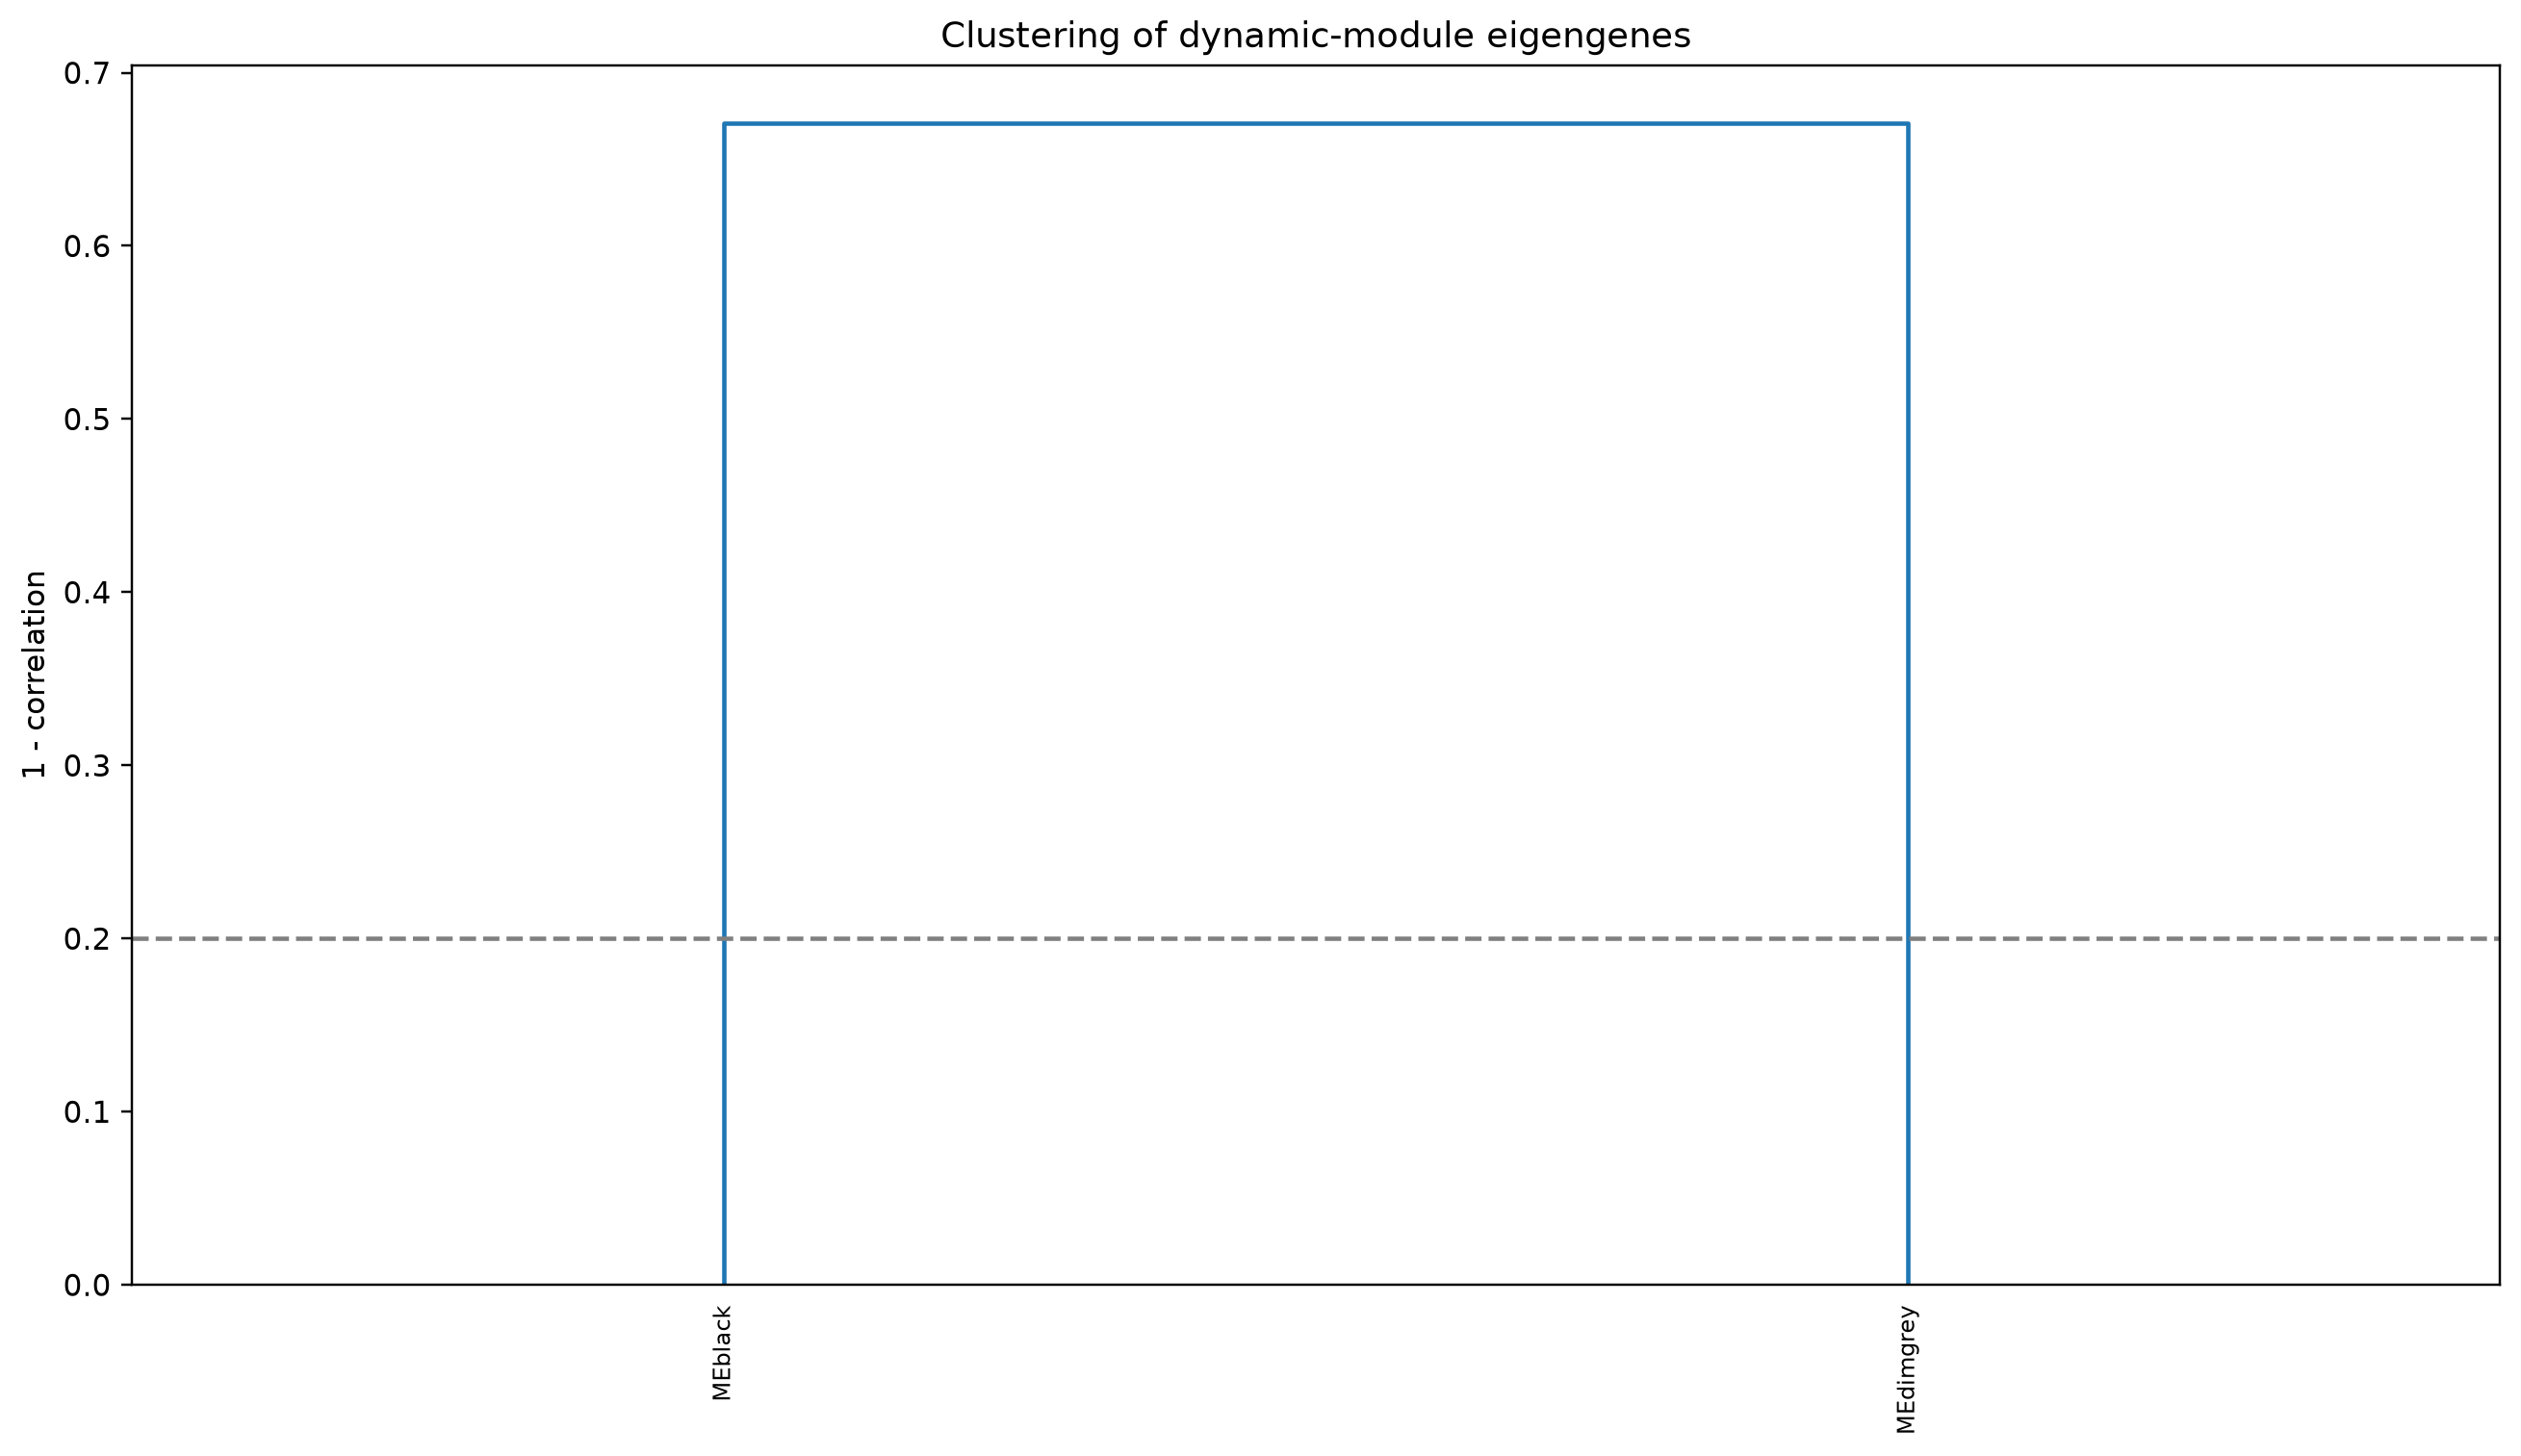 Clustering of dynamic-module eigengenes
0.7
0.6
0.5
0.4
0.3
0.2
0.1
0.0
1 - correlation
MEblack
MEdimgrey